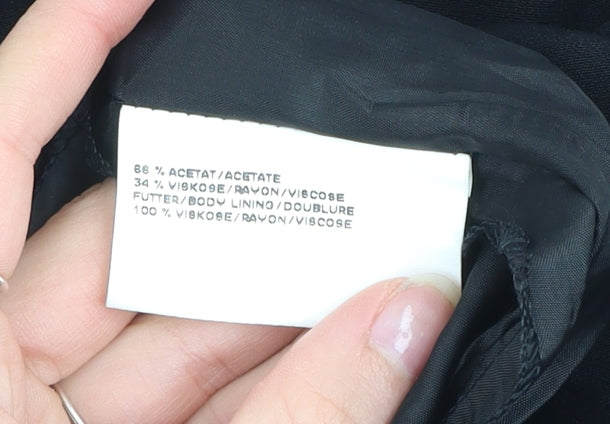 66 % ACETAT/ACETATE
34 % VISKOSE/RAYON/VISCOSE
FUTTER/BODY LINING/DOUBLURE
100 % VISKOSE/RAYON/VISCOSE